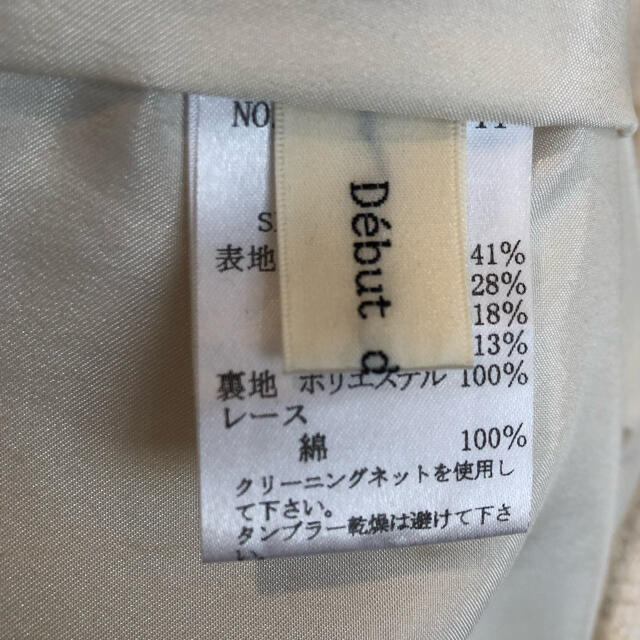 NO.
Début d
表地 41%
28%
18%
13%
裏地 ポリエステル 100%
レース
綿 100%
クリーニングネットを使用し
て下さい。
タンブラー乾燥は避けて下さ
い。